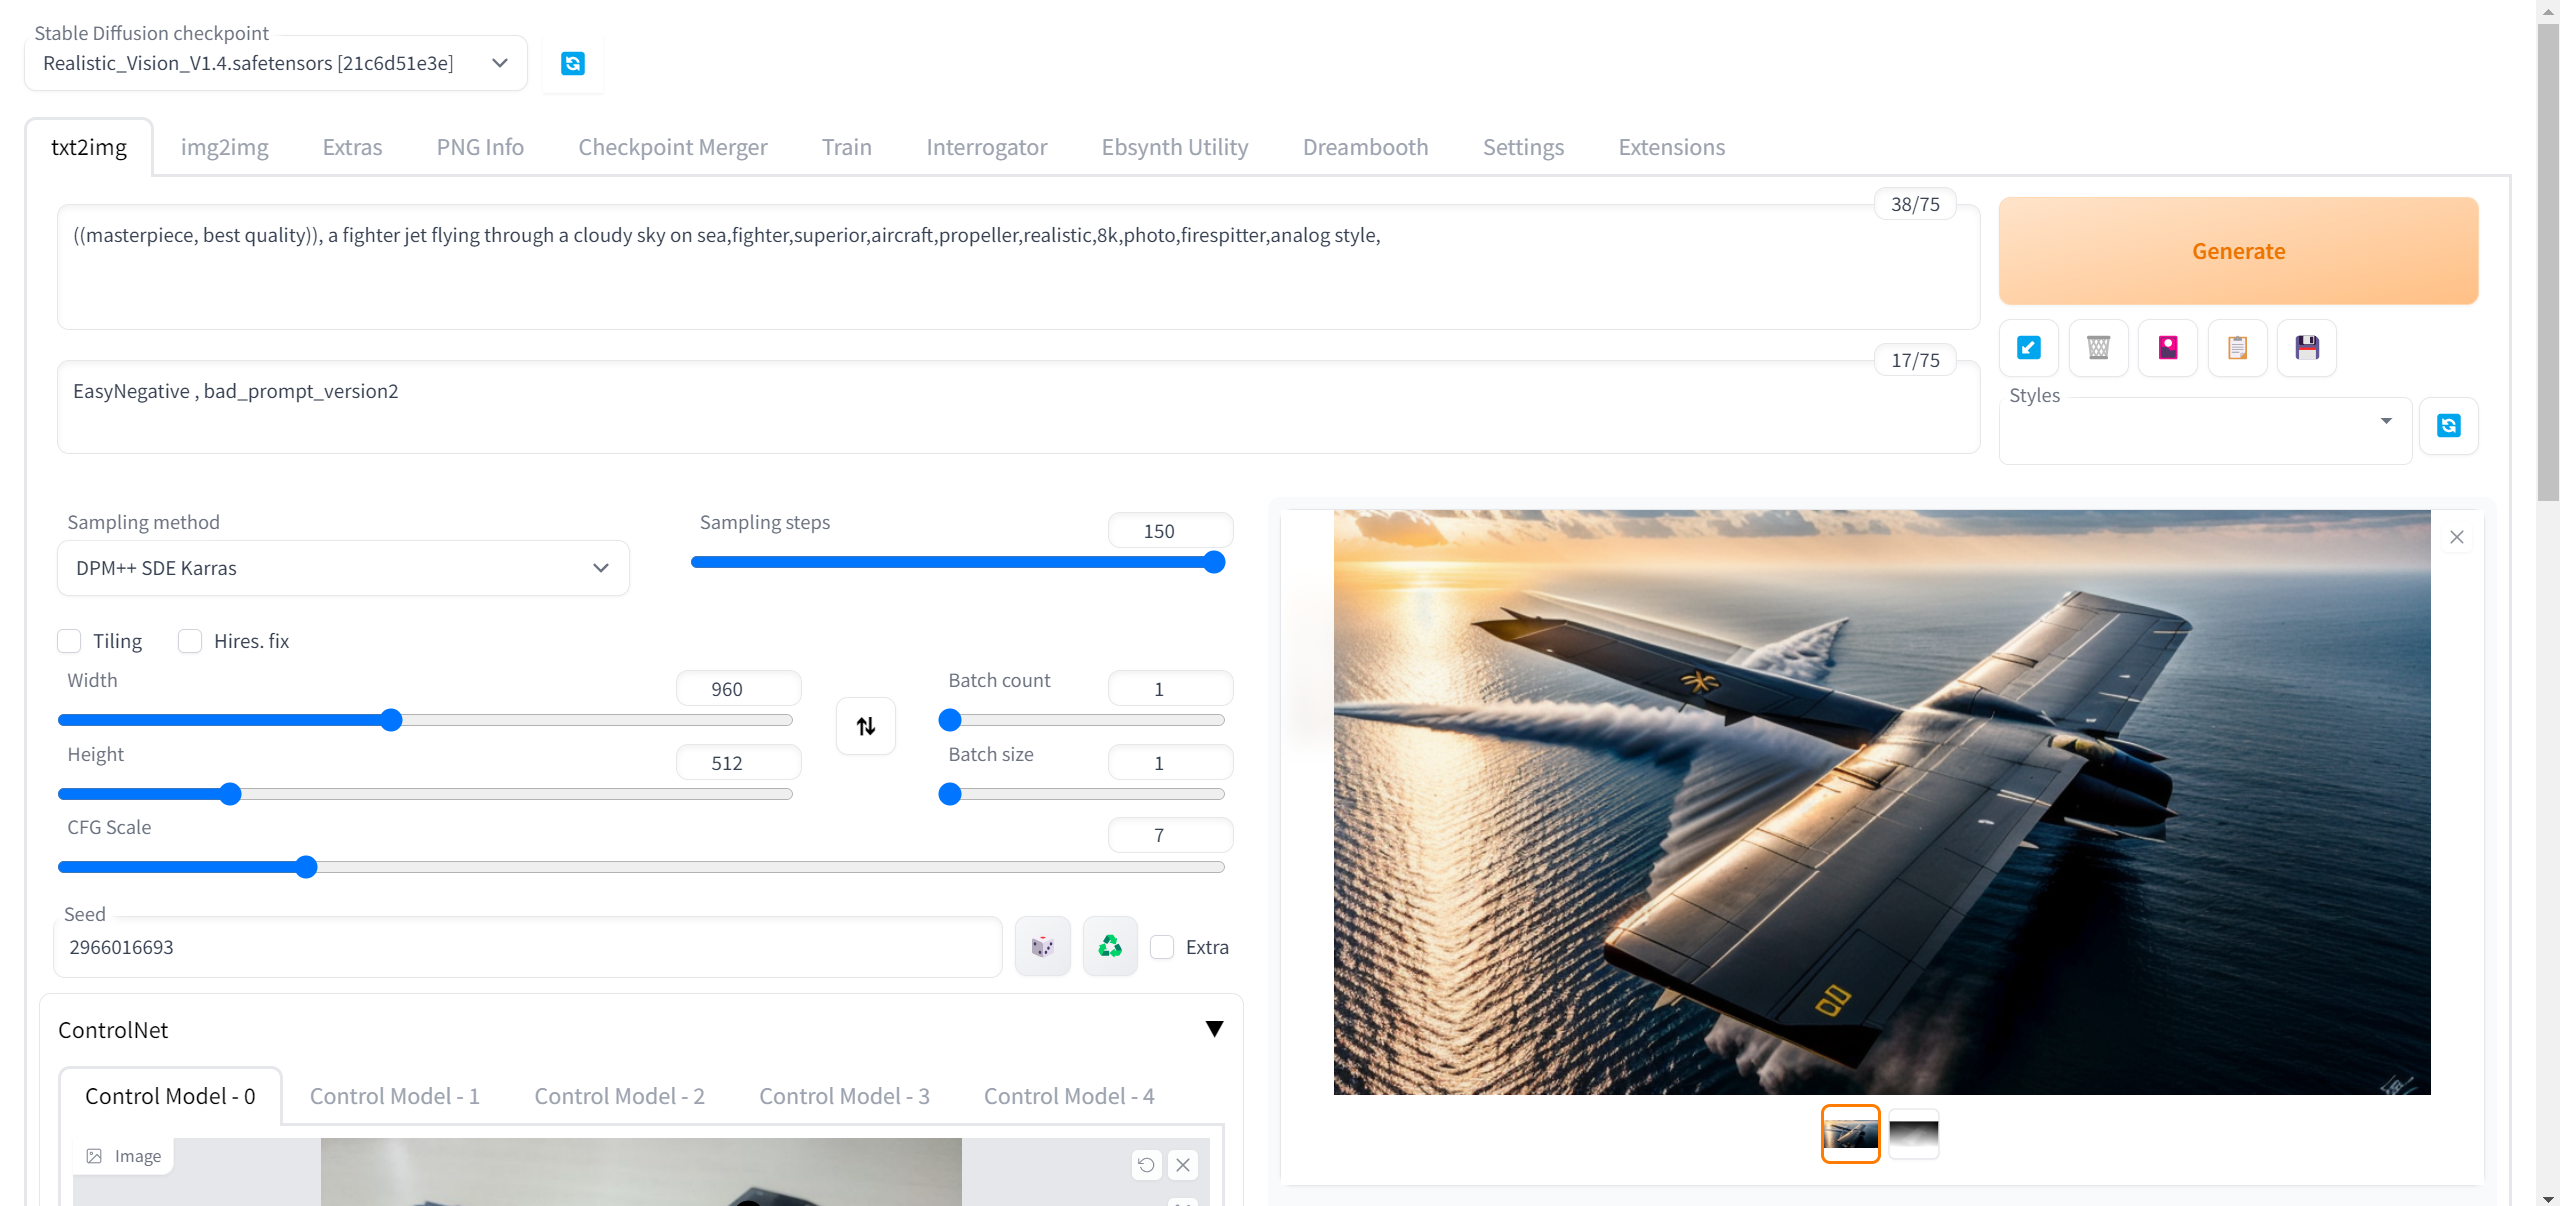 Stable Diffusion checkpoint
Realistic_Vision_V1.4.safetensors [21c6d51e3e]
txt2img
img2img
Extras
PNG Info
Checkpoint Merger
Train
Interrogator
Ebsynth Utility
Dreambooth
Settings
Extensions
38/75
((masterpiece, best quality)), a fighter jet flying through a cloudy sky on sea,fighter,superior,aircraft,propeller,realistic,8k,photo,firespitter,analog style,
Generate
17/75
EasyNegative , bad_prompt_version2
Styles
Sampling method
DPM++ SDE Karras
Sampling steps
150
Tiling
Hires. fix
Width
960
Batch count
1
Height
512
Batch size
1
CFG Scale
7
Seed
2966016693
Extra
ControlNet
Control Model - 0
Control Model - 1
Control Model - 2
Control Model - 3
Control Model - 4
Image